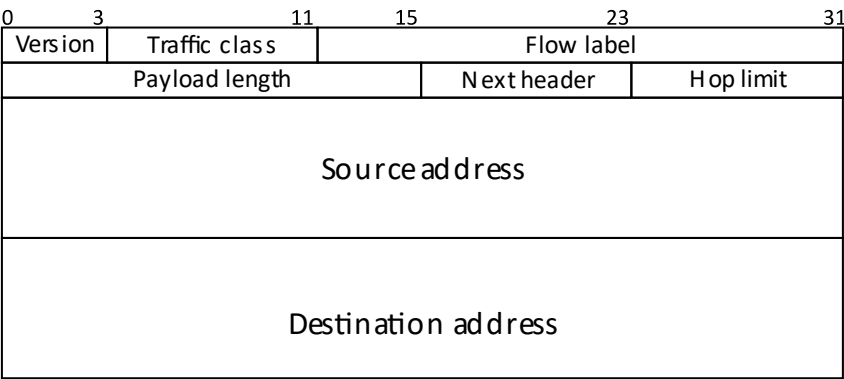 0 3 11 15 23 31
Version Traffic class Flow label
Payload length Next header Hop limit
Source address
Destination address